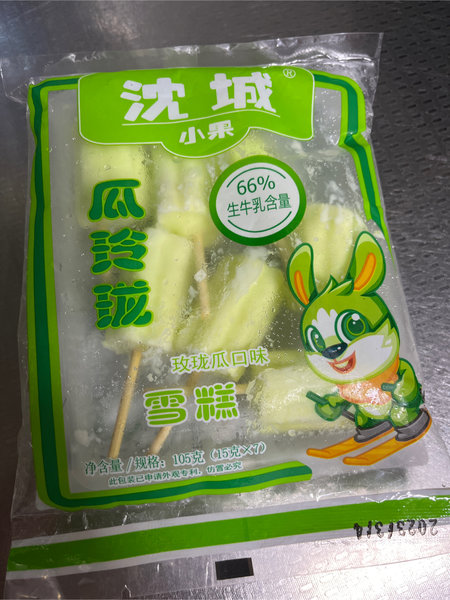 沈城®
小果
66%
生牛乳含量
瓜玲珑
玫珑瓜口味
雪糕
净含量/规格：105克（15克×7）
此包装已申请外观专利，仿冒必究